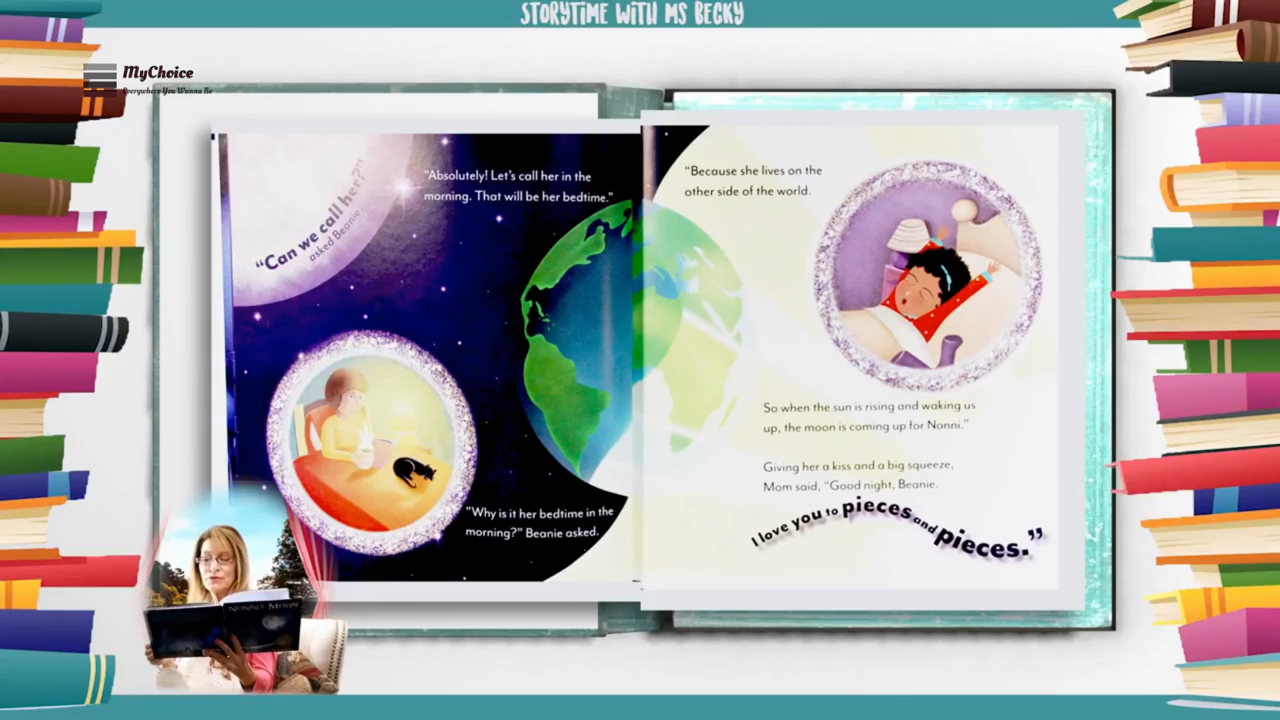 STORYTIME WITH MS BECKY
MyChoice
Everywhere You Wanna Be
"Can we call her?"
asked Beanie.
"Absolutely! Let's call her in the
morning. That will be her bedtime."
"Why is it her bedtime in the
morning?" Beanie asked.
"Because she lives on the
other side of the world.
So when the sun is rising and waking us
up, the moon is coming up for Nonni."
Giving her a kiss and a big squeeze,
Mom said, "Good night, Beanie.
I love you to pieces and pieces."
NONNI'S MOON